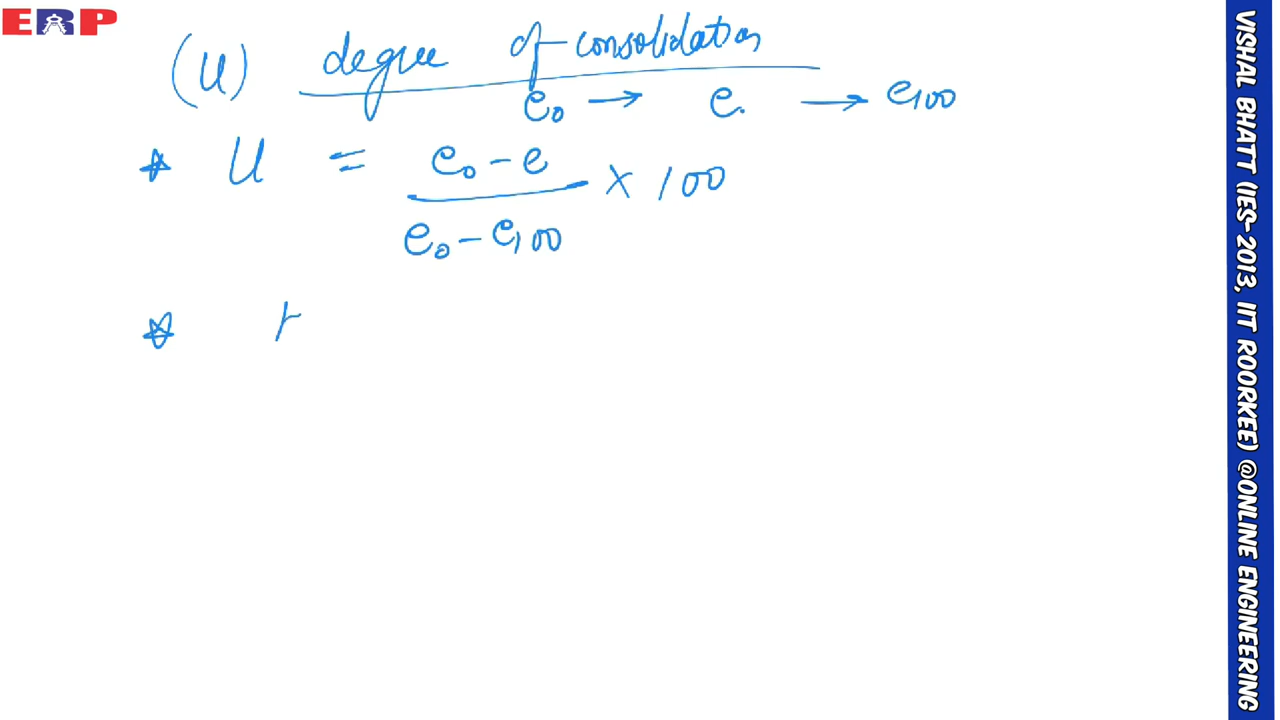 ERP
(U) degree of consolidation
e₀ → e. → e₁₀₀
* U = (e₀ - e) / (e₀ - e₁₀₀) × 100
*
VISHAL BHATT (IES-2013, IIT ROORKEE) @ONLINE ENGINEERING